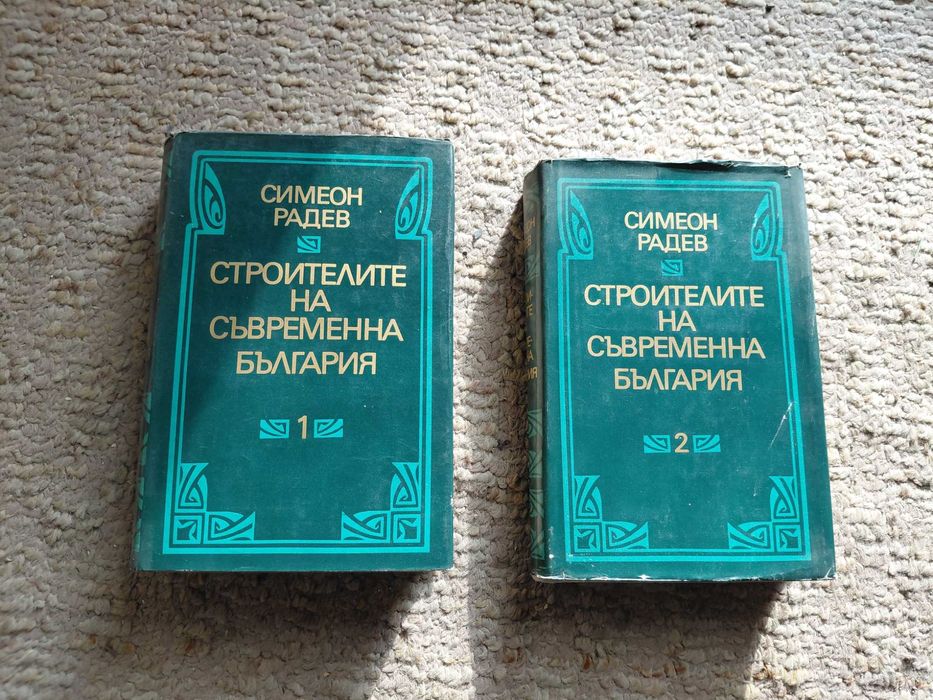 СИМЕОН
РАДЕВ
СТРОИТЕЛИТЕ
НА
СЪВРЕМЕННА
БЪЛГАРИЯ
1
СИМЕОН
РАДЕВ
СТРОИТЕЛИТЕ
НА
СЪВРЕМЕННА
БЪЛГАРИЯ
2